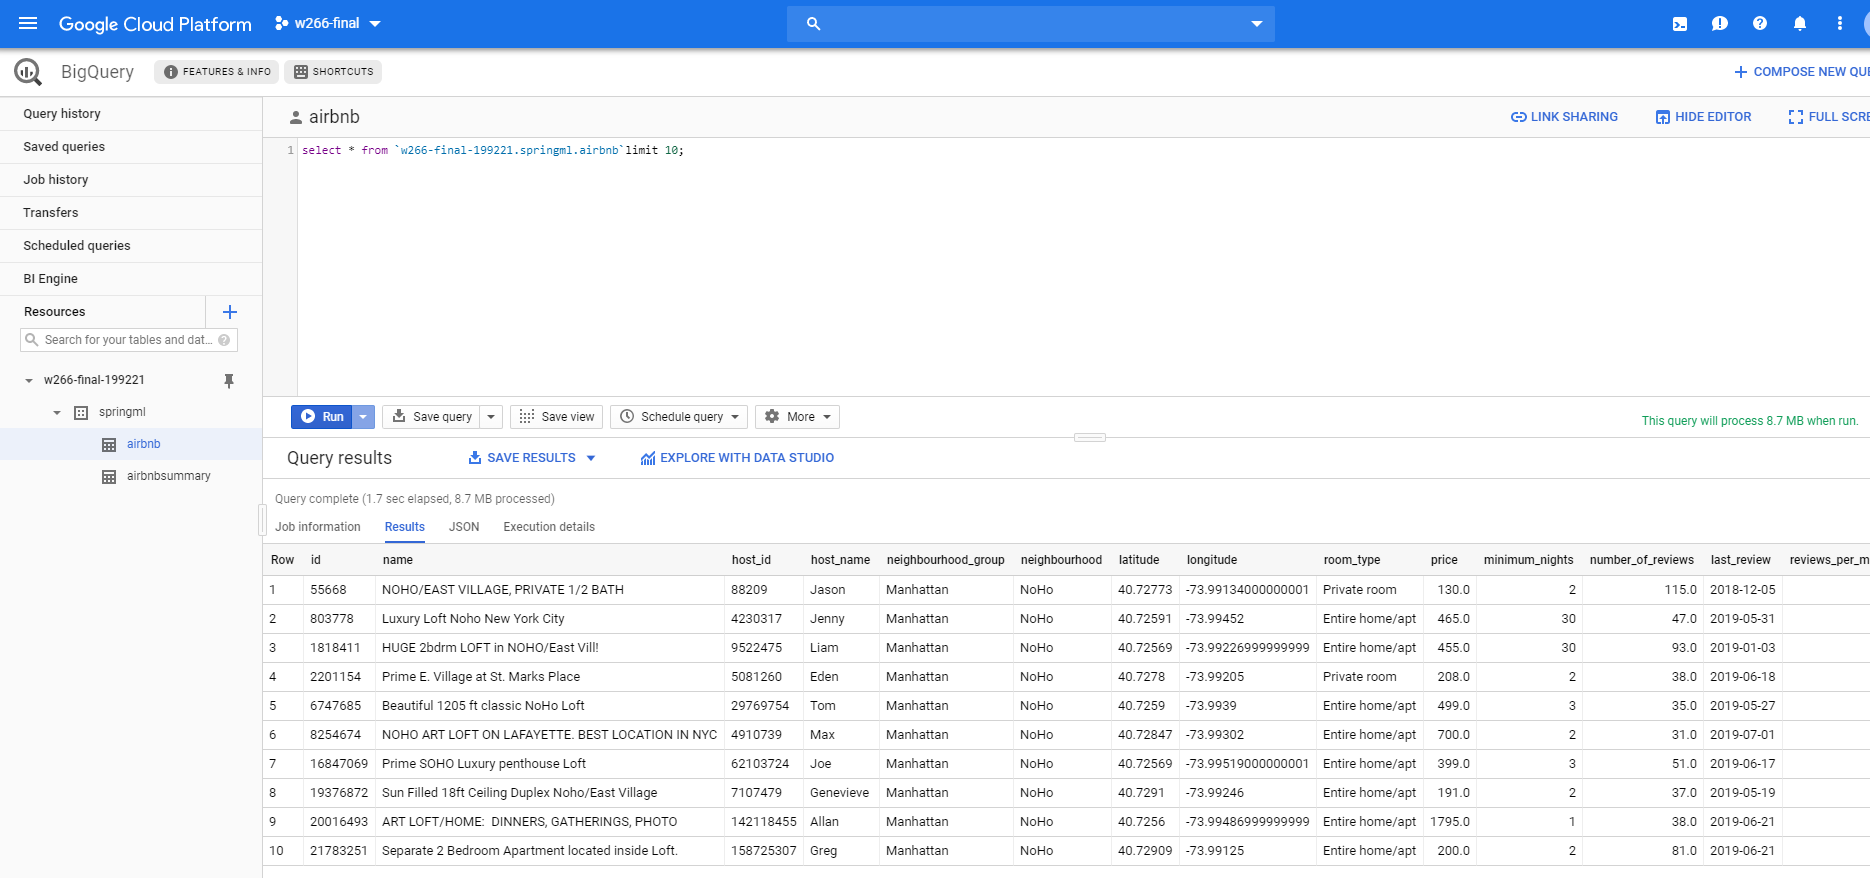 Google Cloud Platform w266-final
BigQuery FEATURES & INFO SHORTCUTS COMPOSE NEW QUE
Query history
Saved queries
Job history
Transfers
Scheduled queries
BI Engine
Resources
Search for your tables and dat...
w266-final-199221
springml
airbnb
airbnbsummary
airbnb LINK SHARING HIDE EDITOR FULL SCRE
1 select * from `w266-final-199221.springml.airbnb`limit 10;
Run Save query Save view Schedule query More This query will process 8.7 MB when run.
Query results SAVE RESULTS EXPLORE WITH DATA STUDIO
Query complete (1.7 sec elapsed, 8.7 MB processed)
Job information Results JSON Execution details
Row id name host_id host_name neighbourhood_group neighbourhood latitude longitude room_type price minimum_nights number_of_reviews last_review reviews_per_m
1 55668 NOHO/EAST VILLAGE, PRIVATE 1/2 BATH 88209 Jason Manhattan NoHo 40.72773 -73.99134000000001 Private room 130.0 2 115.0 2018-12-05
2 803778 Luxury Loft Noho New York City 4230317 Jenny Manhattan NoHo 40.72591 -73.99452 Entire home/apt 465.0 30 47.0 2019-05-31
3 1818411 HUGE 2bdrm LOFT in NOHO/East Vill! 9522475 Liam Manhattan NoHo 40.72569 -73.99226999999999 Entire home/apt 455.0 30 93.0 2019-01-03
4 2201154 Prime E. Village at St. Marks Place 5081260 Eden Manhattan NoHo 40.7278 -73.99205 Private room 208.0 2 38.0 2019-06-18
5 6747685 Beautiful 1205 ft classic NoHo Loft 29769754 Tom Manhattan NoHo 40.7259 -73.9939 Entire home/apt 499.0 3 35.0 2019-05-27
6 8254674 NOHO ART LOFT ON LAFAYETTE. BEST LOCATION IN NYC 4910739 Max Manhattan NoHo 40.72847 -73.99302 Entire home/apt 700.0 2 31.0 2019-07-01
7 16847069 Prime SOHO Luxury penthouse Loft 62103724 Joe Manhattan NoHo 40.72569 -73.99519000000001 Entire home/apt 399.0 3 51.0 2019-06-17
8 19376872 Sun Filled 18ft Ceiling Duplex Noho/East Village 7107479 Genevieve Manhattan NoHo 40.7291 -73.99246 Entire home/apt 191.0 2 37.0 2019-05-19
9 20016493 ART LOFT/HOME: DINNERS, GATHERINGS, PHOTO 142118455 Allan Manhattan NoHo 40.7256 -73.99486999999999 Entire home/apt 1795.0 1 38.0 2019-06-21
10 21783251 Separate 2 Bedroom Apartment located inside Loft. 158725307 Greg Manhattan NoHo 40.72909 -73.99125 Entire home/apt 200.0 2 81.0 2019-06-21